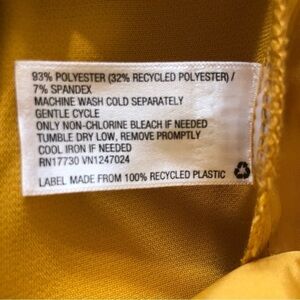 93% POLYESTER (32% RECYCLED POLYESTER) /
7% SPANDEX
MACHINE WASH COLD SEPARATELY
GENTLE CYCLE
ONLY NON-CHLORINE BLEACH IF NEEDED
TUMBLE DRY LOW, REMOVE PROMPTLY
COOL IRON IF NEEDED
RN17730 VN1247024
LABEL MADE FROM 100% RECYCLED PLASTIC